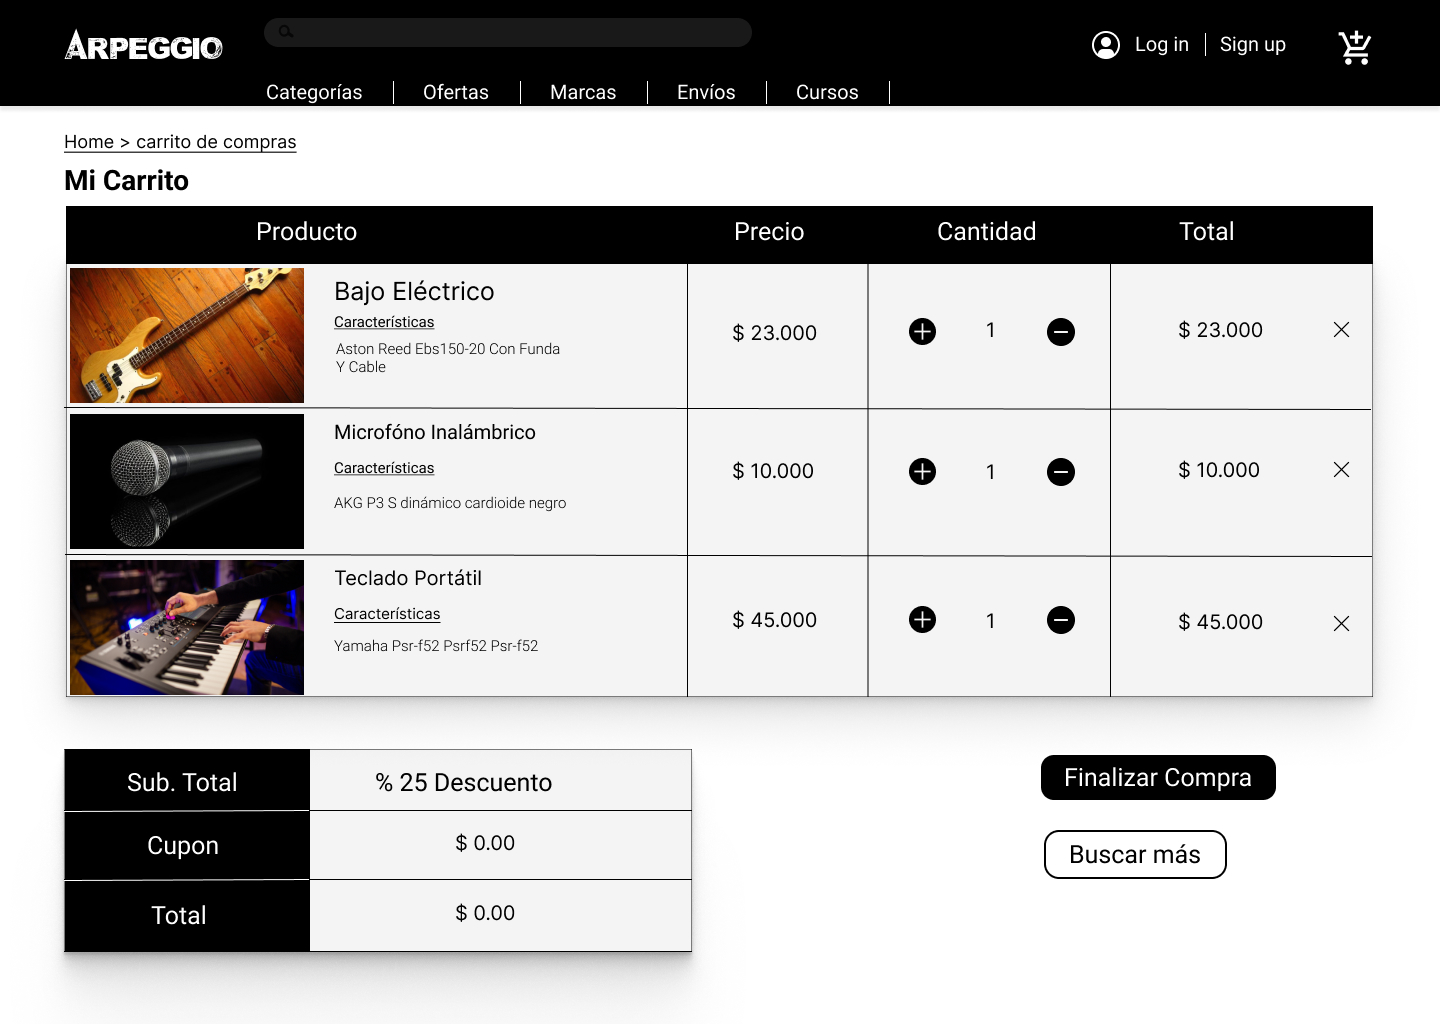 ARPEGGIO
Log in
Sign up
Categorías
Ofertas
Marcas
Envíos
Cursos
Home > carrito de compras
Mi Carrito
Producto
Precio
Cantidad
Total
Bajo Eléctrico
Características
Aston Reed Ebs150-20 Con Funda
Y Cable
$ 23.000
1
$ 23.000
Microfóno Inalámbrico
Características
AKG P3 S dinámico cardioide negro
$ 10.000
1
$ 10.000
Teclado Portátil
Características
Yamaha Psr-f52 Psrf52 Psr-f52
$ 45.000
1
$ 45.000
Sub. Total
% 25 Descuento
Cupon
$ 0.00
Total
$ 0.00
Finalizar Compra
Buscar más